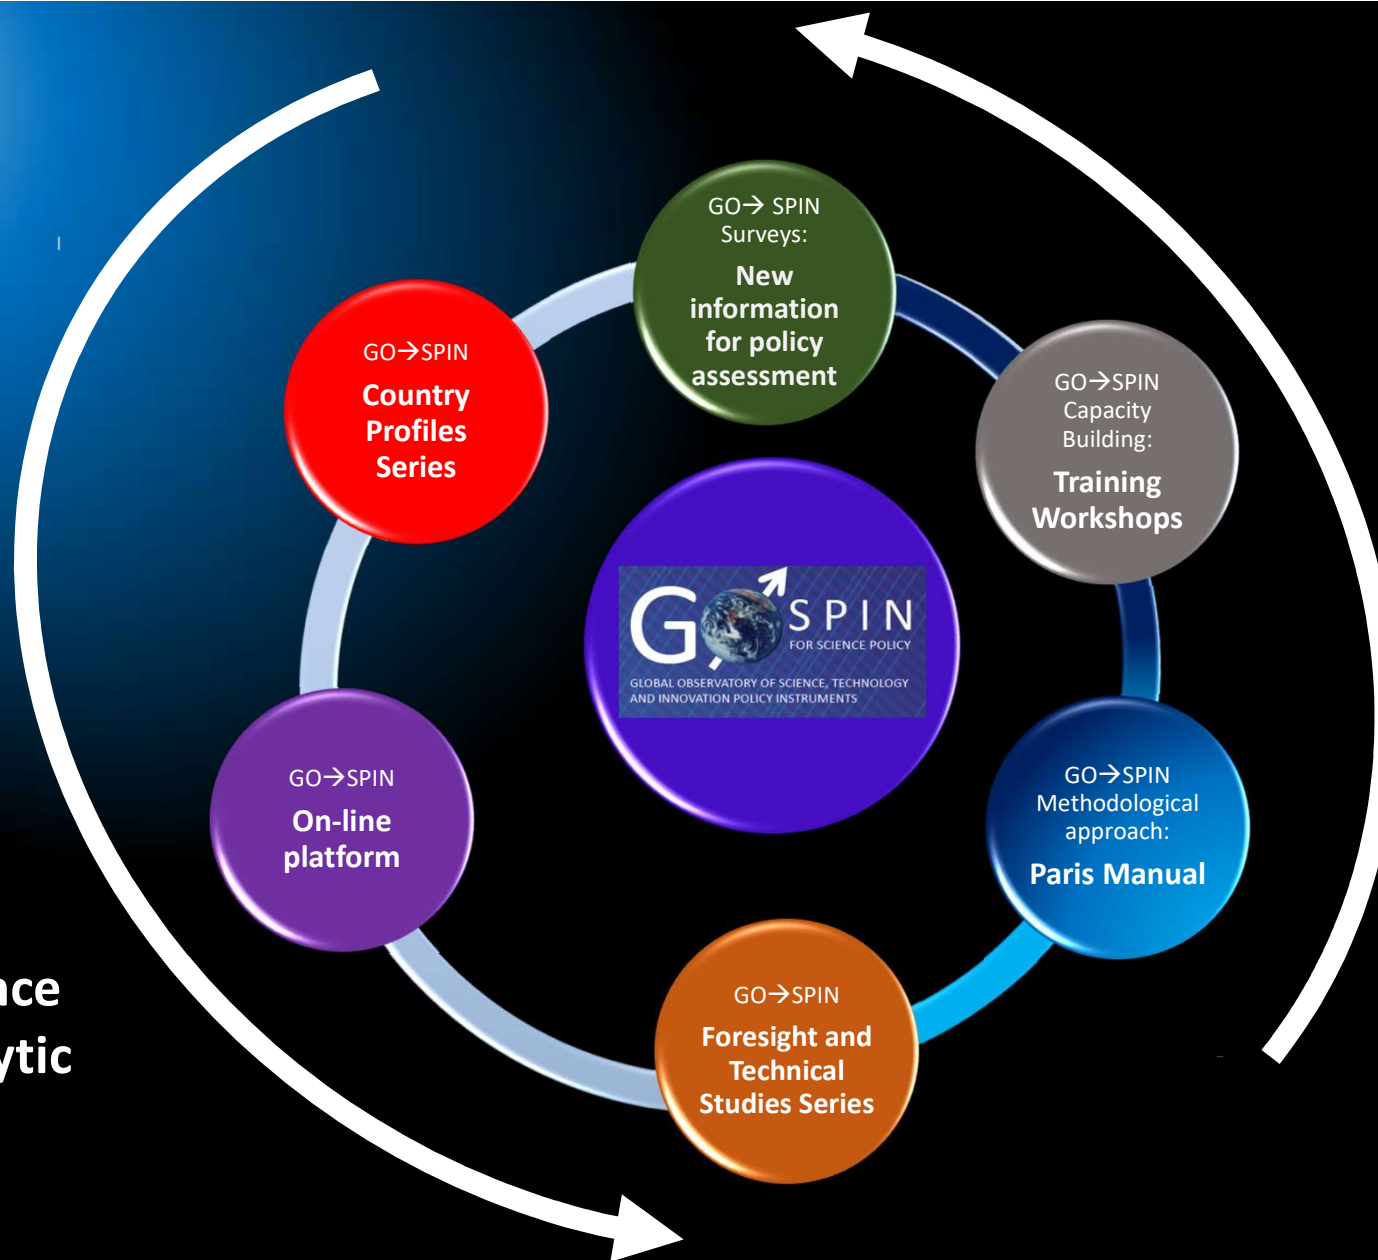 GO→ SPIN
Surveys:
New
information
for policy
assessment
GO→SPIN
Capacity
Building:
Training
Workshops
GO→SPIN
Methodological
approach:
Paris Manual
GO→SPIN
Foresight and
Technical
Studies Series
GO→SPIN
On-line
platform
GO→SPIN
Country
Profiles
Series
GO SPIN
FOR SCIENCE POLICY
GLOBAL OBSERVATORY OF SCIENCE, TECHNOLOGY
AND INNOVATION POLICY INSTRUMENTS
nce
ytic